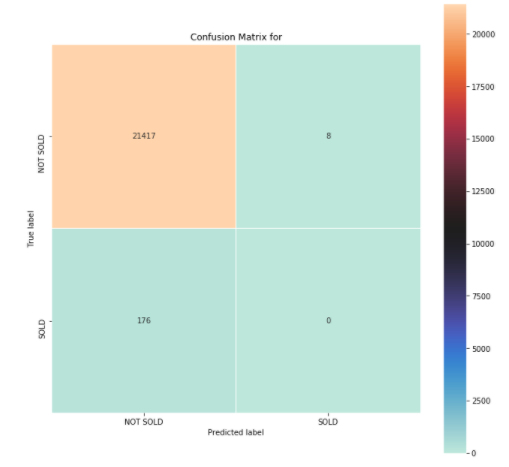 Confusion Matrix for
20000
17500
15000
12500
10000
7500
5000
2500
0
True label
NOT SOLD
SOLD
21417
8
176
0
NOT SOLD
SOLD
Predicted label